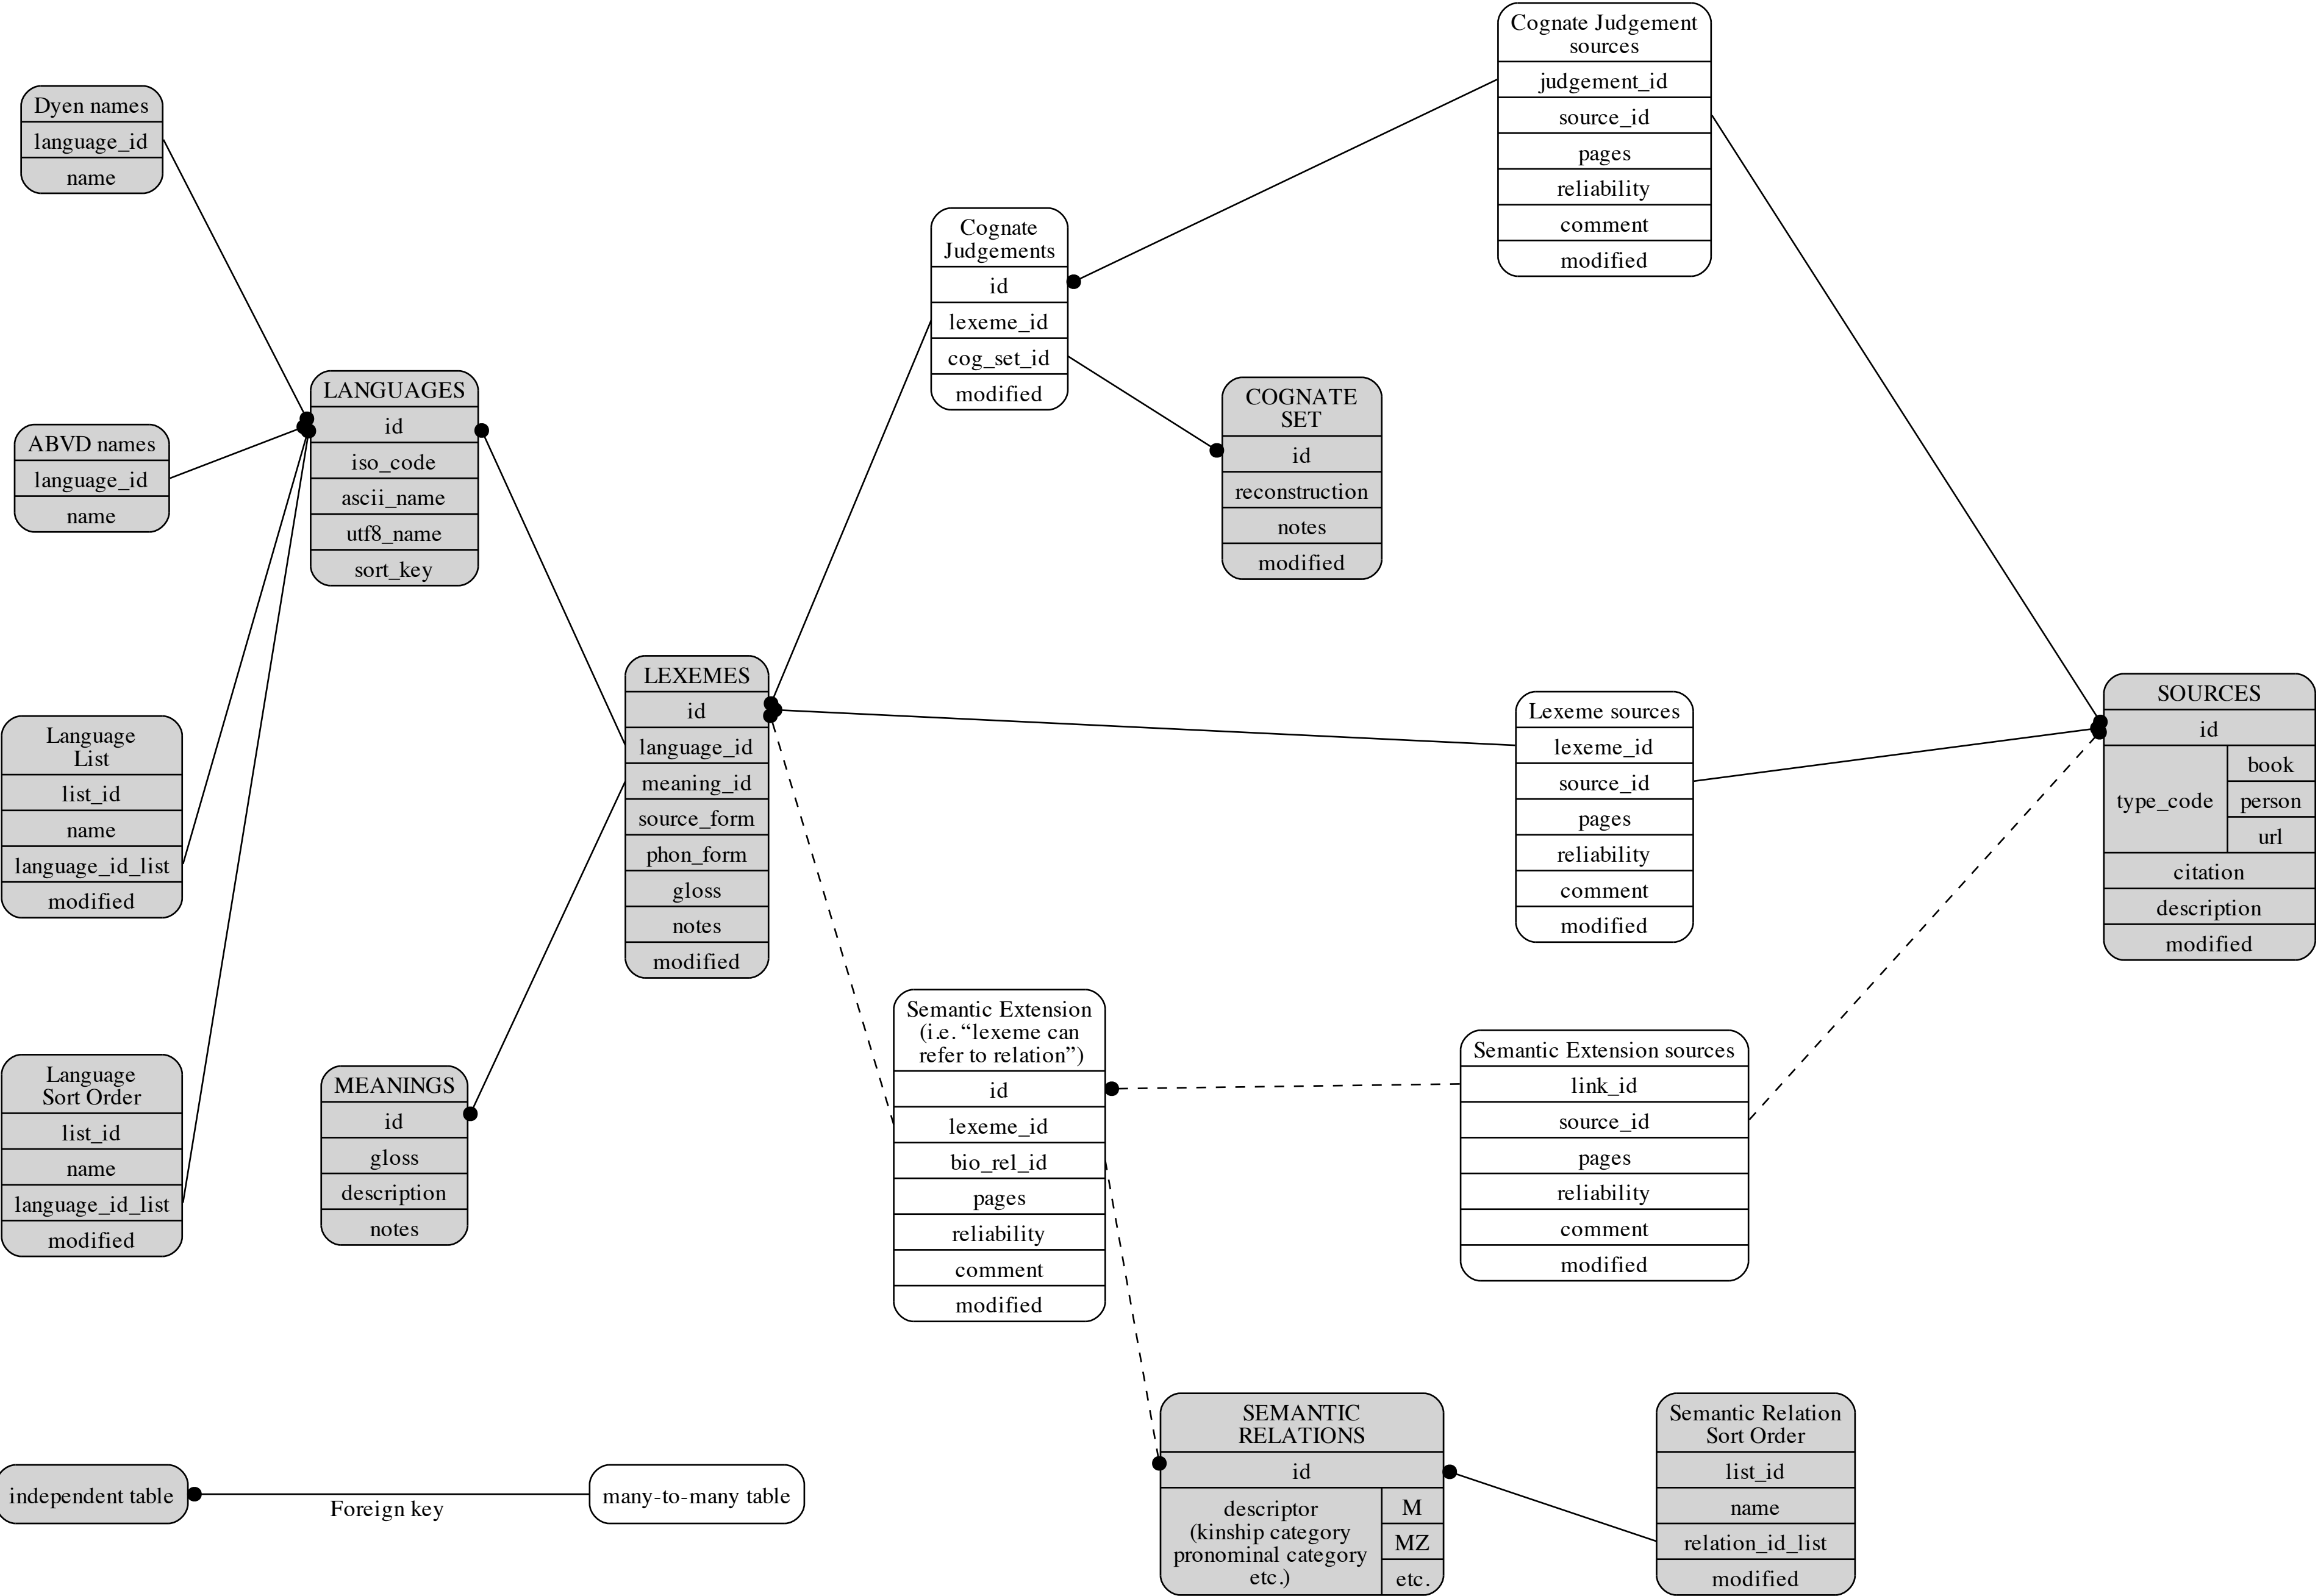 Dyen names
language_id
name
ABVD names
language_id
name
Language
List
list_id
name
language_id_list
modified
Language
Sort Order
list_id
name
language_id_list
modified
LANGUAGES
id
iso_code
ascii_name
utf8_name
sort_key
MEANINGS
id
gloss
description
notes
LEXEMES
id
language_id
meaning_id
source_form
phon_form
gloss
notes
modified
Cognate
Judgements
id
lexeme_id
cog_set_id
modified
COGNATE
SET
id
reconstruction
notes
modified
Cognate Judgement
sources
judgement_id
source_id
pages
reliability
comment
modified
Lexeme sources
lexeme_id
source_id
pages
reliability
comment
modified
SOURCES
id
type_code
book
person
url
citation
description
modified
Semantic Extension
(i.e. “lexeme can
refer to relation”)
id
lexeme_id
bio_rel_id
pages
reliability
comment
modified
Semantic Extension sources
link_id
source_id
pages
reliability
comment
modified
SEMANTIC
RELATIONS
id
descriptor
(kinship category
pronominal category
etc.)
M
MZ
etc.
Semantic Relation
Sort Order
list_id
name
relation_id_list
modified
independent table
Foreign key
many-to-many table